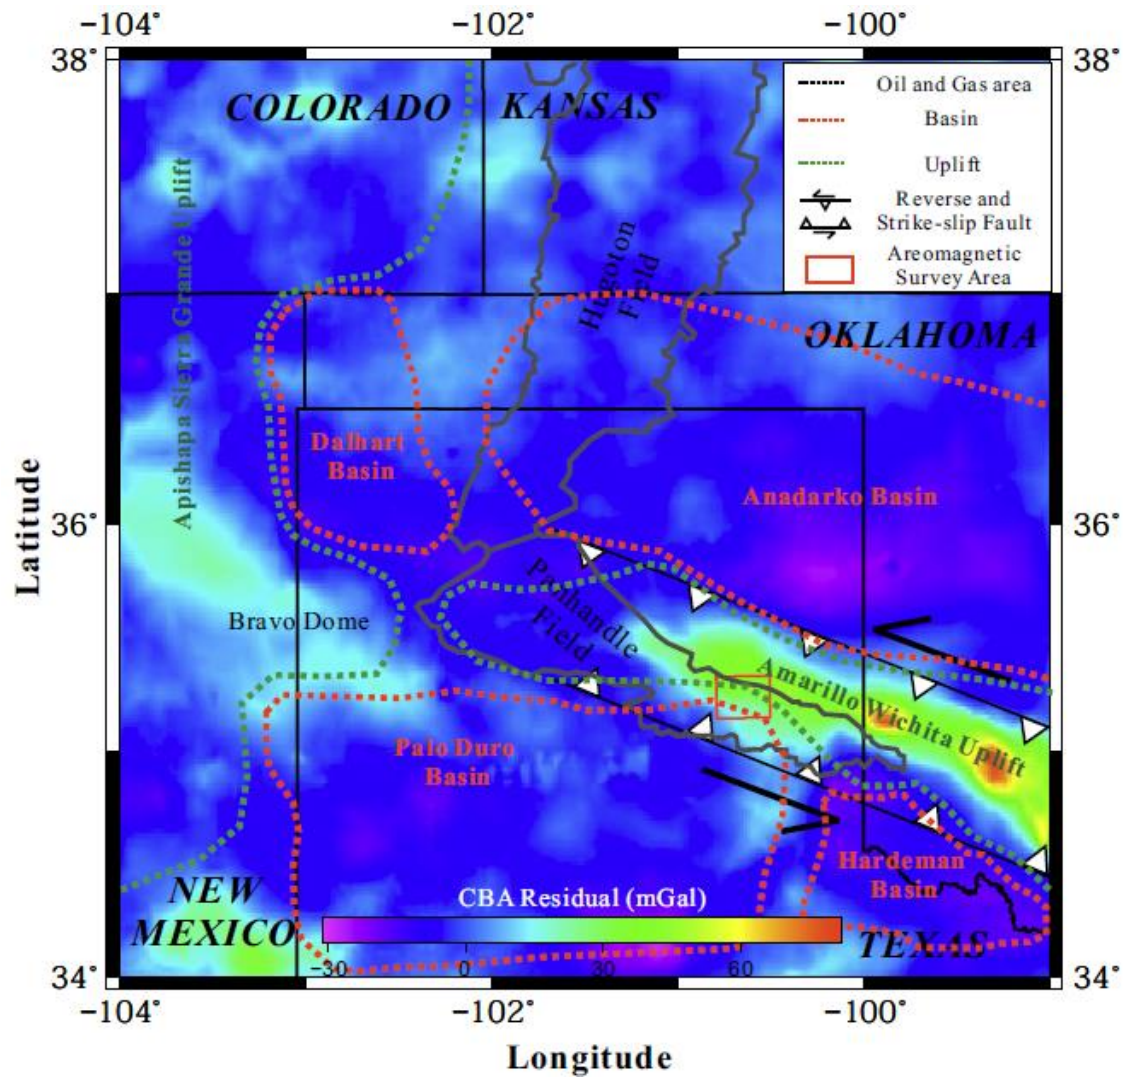 -104°
-102°
-100°
38°
38°
COLORADO
KANSAS
Oil and Gas area
Basin
Uplift
Reverse and
Strike-slip Fault
Areomagnetic
Survey Area
Apishapa Sierra Grande Uplift
Hugoton
Field
OKLAHOMA
Dalhart
Basin
Anadarko Basin
Latitude
36°
36°
Panhandle
Field
Bravo Dome
Amarillo Wichita Uplift
Palo Duro
Basin
Hardeman
Basin
NEW
MEXICO
CBA Residual (mGal)
TEXAS
-30
0
30
60
34°
34°
-104°
-102°
-100°
Longitude